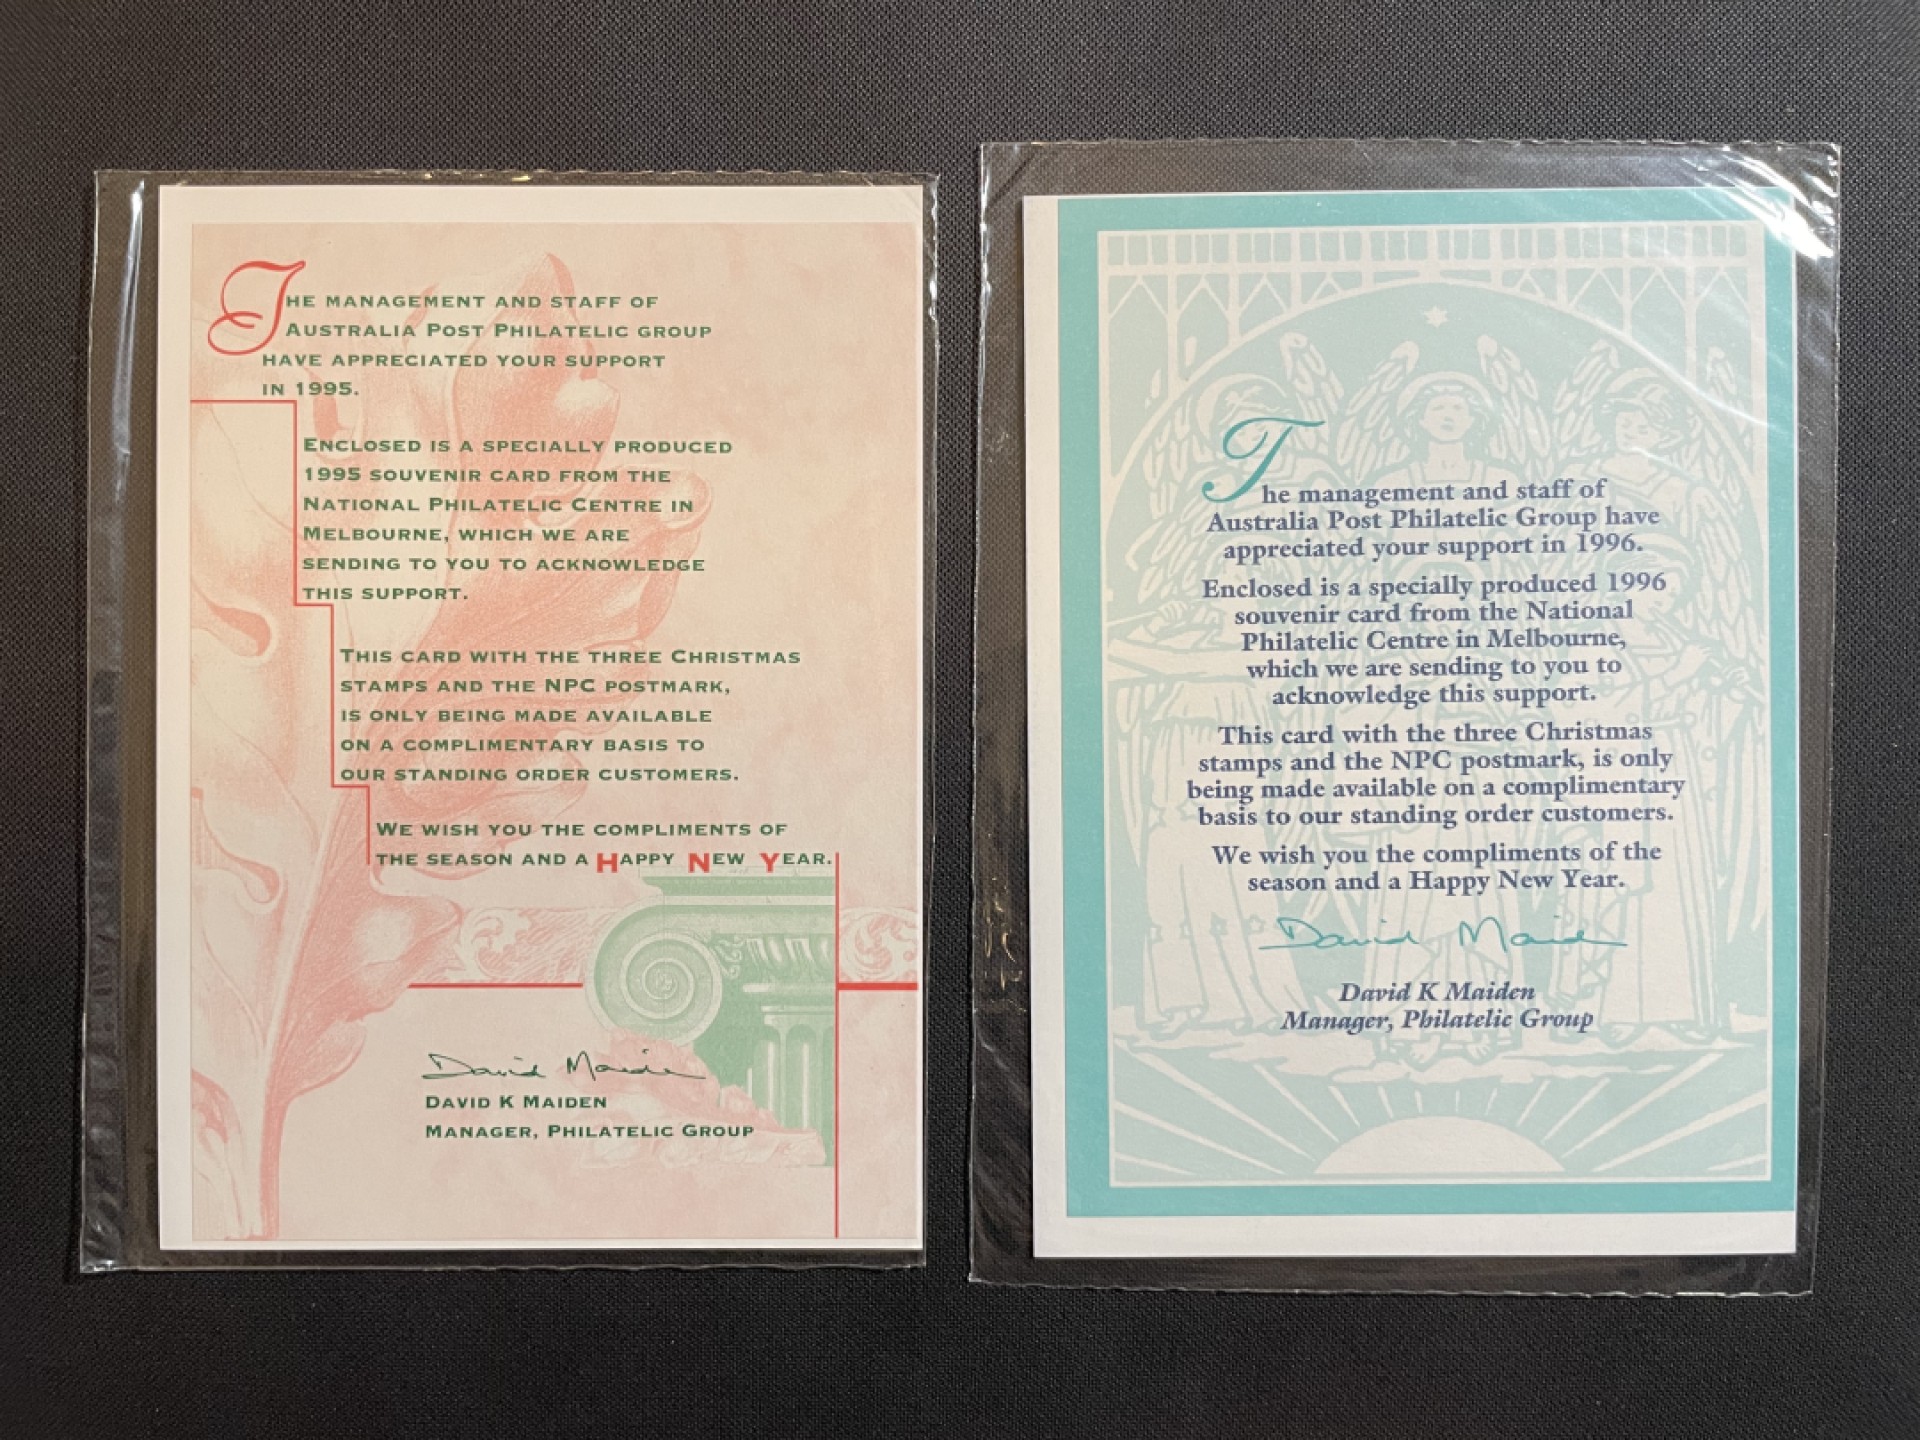 The management and staff of
Australia Post Philatelic group
have appreciated your support
in 1995.
Enclosed is a specially produced
1995 souvenir card from the
National Philatelic Centre in
Melbourne, which we are
sending to you to acknowledge
this support.
This card with the three Christmas
stamps and the NPC postmark,
is only being made available
on a complimentary basis to
our standing order customers.
We wish you the compliments of
the season and a Happy New Year.
David Maiden
David K Maiden
Manager, Philatelic Group
The management and staff of
Australia Post Philatelic Group have
appreciated your support in 1996.
Enclosed is a specially produced 1996
souvenir card from the National
Philatelic Centre in Melbourne,
which we are sending to you to
acknowledge this support.
This card with the three Christmas
stamps and the NPC postmark, is only
being made available on a complimentary
basis to our standing order customers.
We wish you the compliments of the
season and a Happy New Year.
David Maiden
David K Maiden
Manager, Philatelic Group